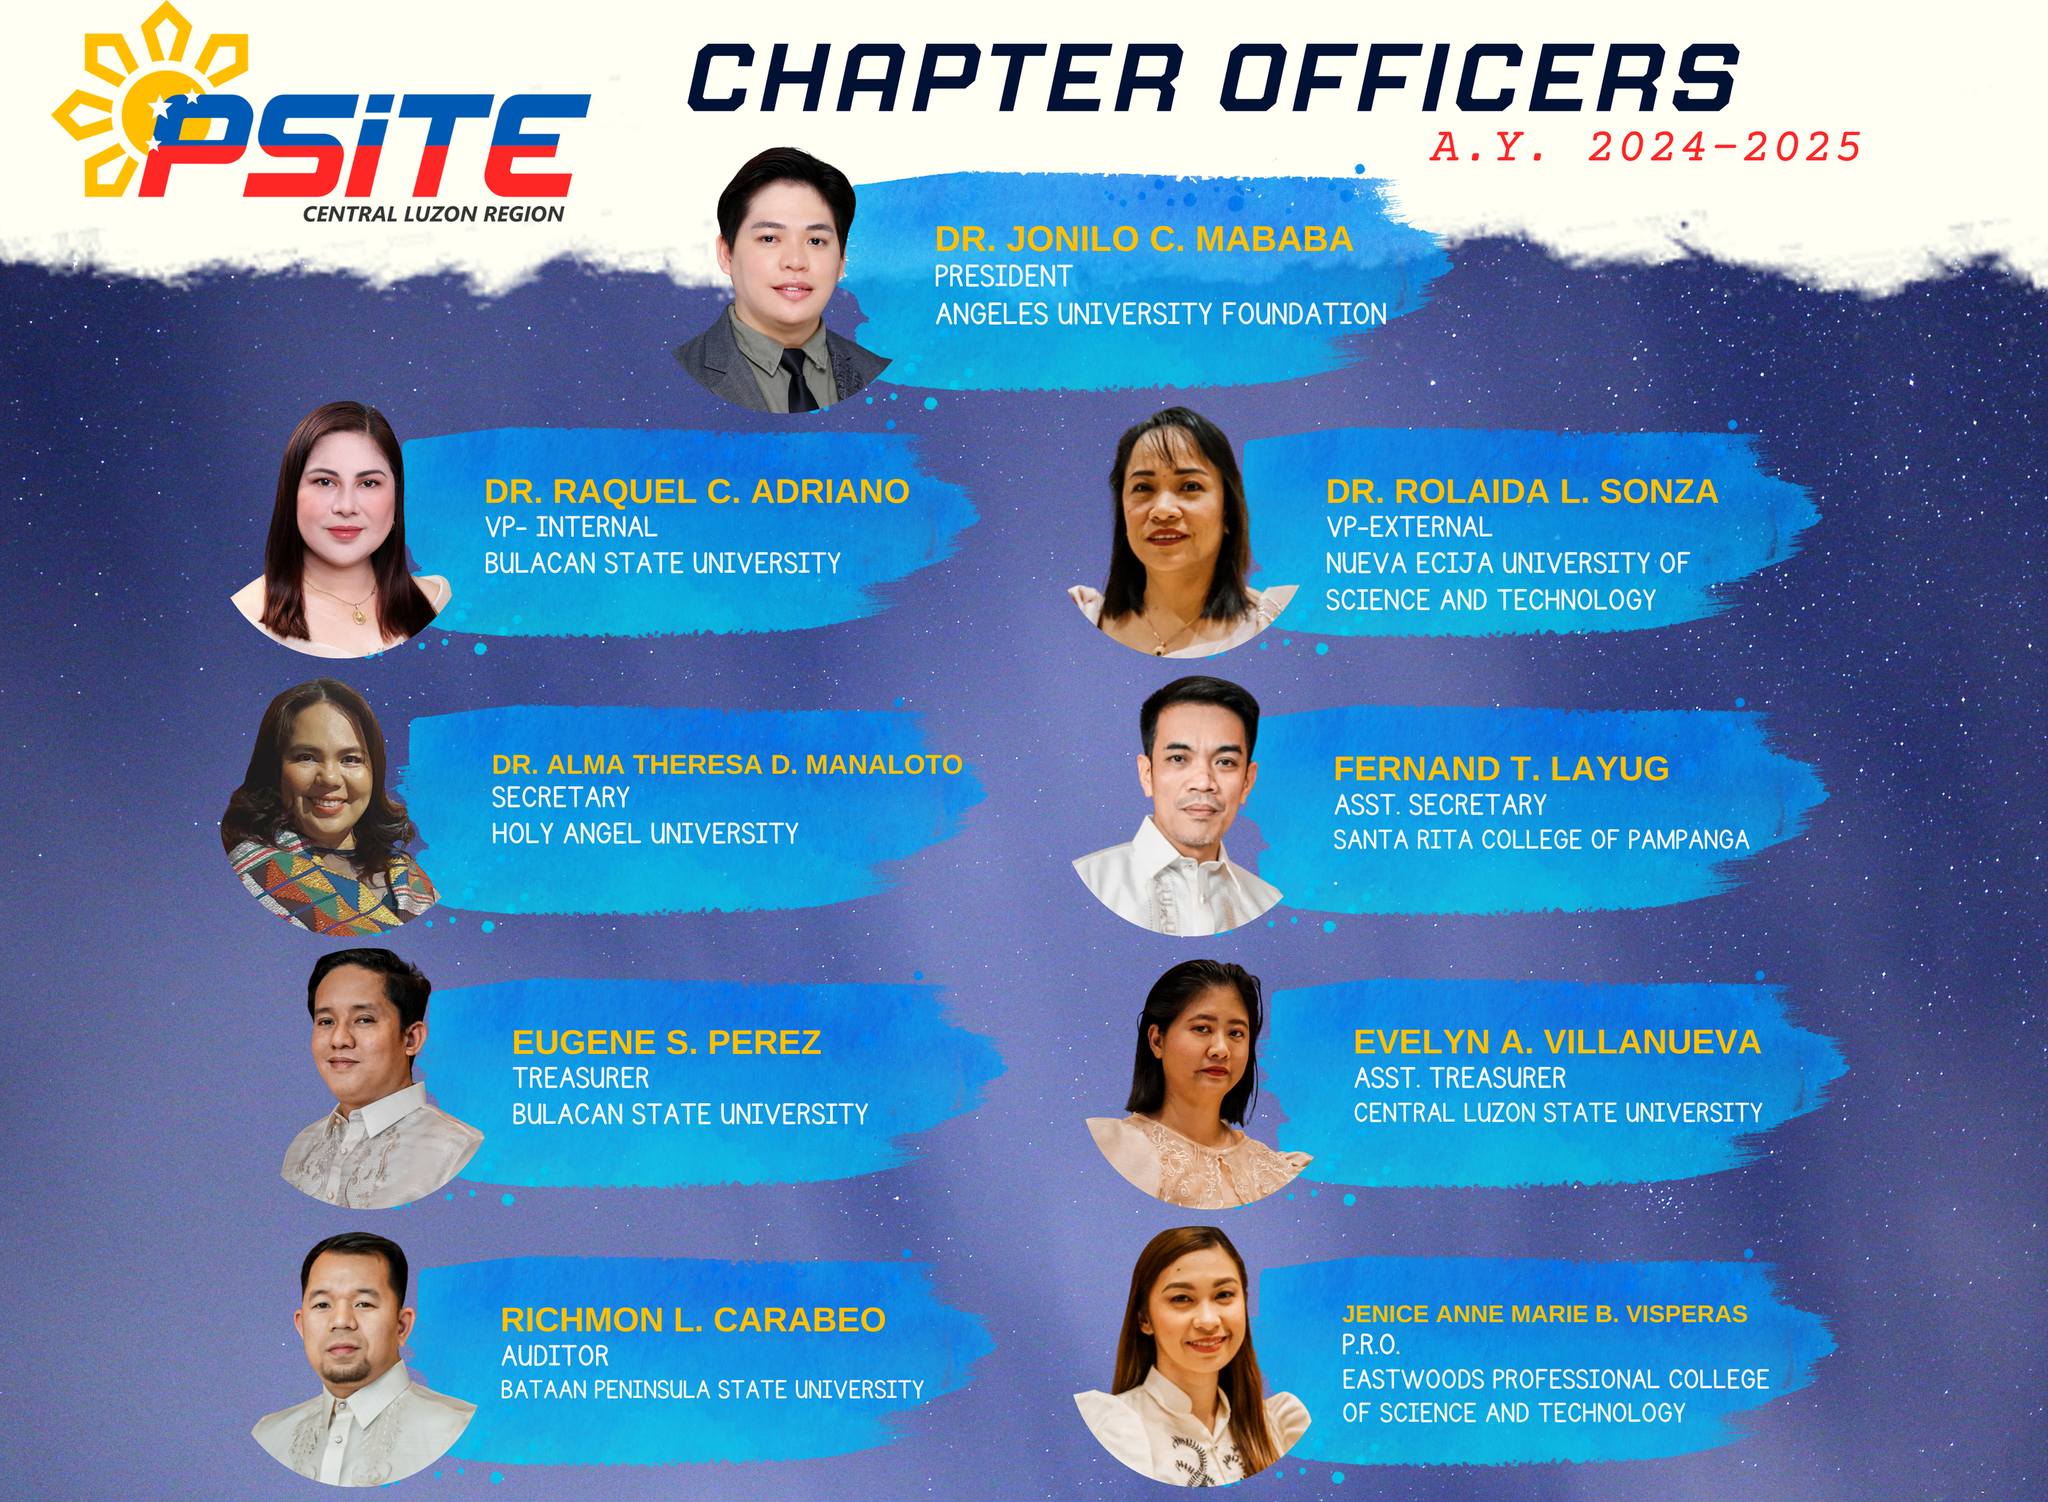 PSiTE
CENTRAL LUZON REGION
CHAPTER OFFICERS
A.Y. 2024-2025
DR. JONILO C. MABABA
PRESIDENT
ANGELES UNIVERSITY FOUNDATION
DR. RAQUEL C. ADRIANO
VP- INTERNAL
BULACAN STATE UNIVERSITY
DR. ROLAIDA L. SONZA
VP-EXTERNAL
NUEVA ECIJA UNIVERSITY OF
SCIENCE AND TECHNOLOGY
DR. ALMA THERESA D. MANALOTO
SECRETARY
HOLY ANGEL UNIVERSITY
FERNAND T. LAYUG
ASST. SECRETARY
SANTA RITA COLLEGE OF PAMPANGA
EUGENE S. PEREZ
TREASURER
BULACAN STATE UNIVERSITY
EVELYN A. VILLANUEVA
ASST. TREASURER
CENTRAL LUZON STATE UNIVERSITY
RICHMON L. CARABEO
AUDITOR
BATAAN PENINSULA STATE UNIVERSITY
JENICE ANNE MARIE B. VISPERAS
P.R.O.
EASTWOODS PROFESSIONAL COLLEGE
OF SCIENCE AND TECHNOLOGY